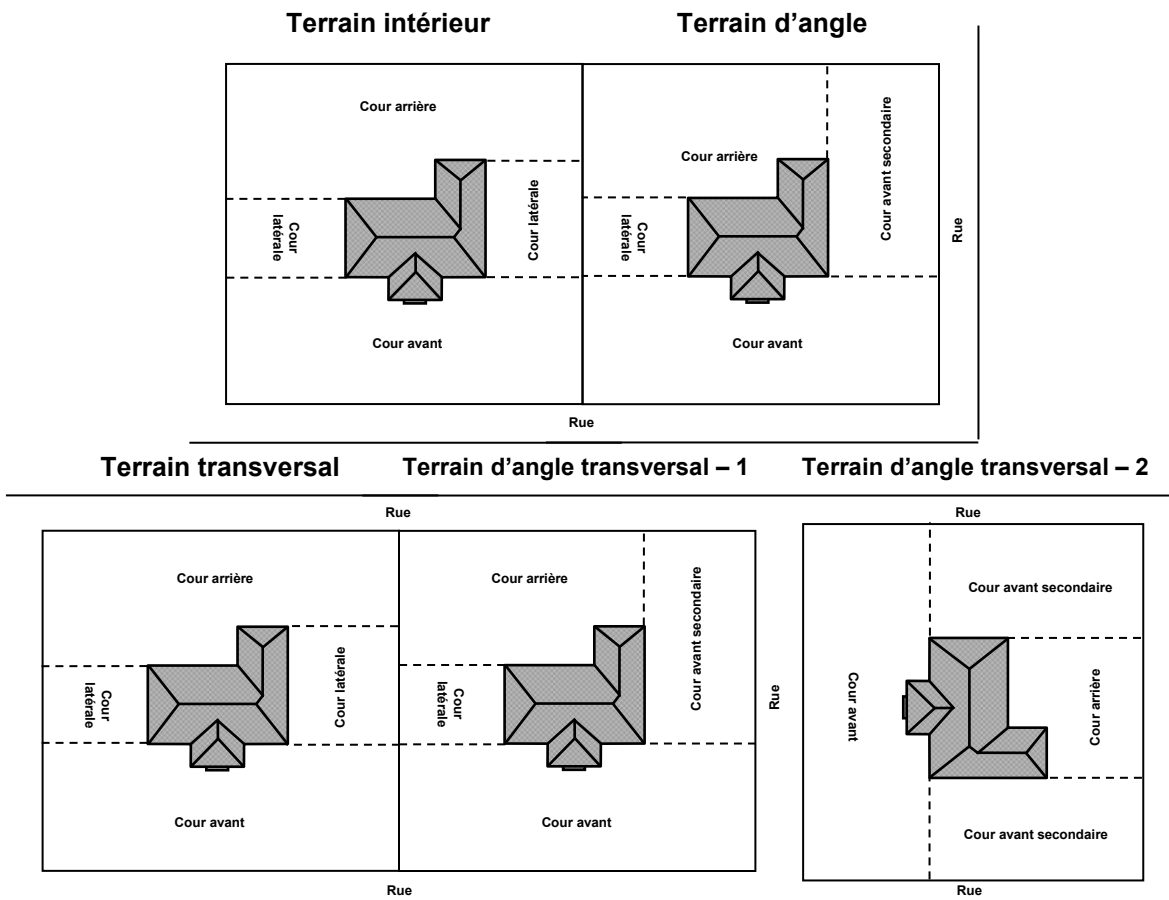 Terrain intérieur
Terrain d'angle
Cour arrière
Cour arrière
Cour avant secondaire
Cour
latérale
Cour latérale
Cour
latérale
Rue
Cour avant
Cour avant
Rue
Terrain transversal
Terrain d'angle transversal – 1
Terrain d'angle transversal – 2
Rue
Rue
Cour arrière
Cour arrière
Cour avant secondaire
Cour avant secondaire
Cour
latérale
Cour latérale
Cour
latérale
Rue
Cour avant
Cour arrière
Cour avant
Cour avant
Cour avant secondaire
Rue
Rue